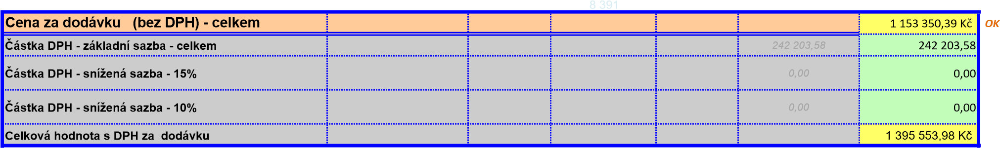 8 391
Cena za dodávku (bez DPH) - celkem 1 153 350,39 Kč OK
Částka DPH - základní sazba - celkem 242 203,58 242 203,58
Částka DPH - snížená sazba - 15% 0,00 0,00
Částka DPH - snížená sazba - 10% 0,00 0,00
Celková hodnota s DPH za dodávku 1 395 553,98 Kč